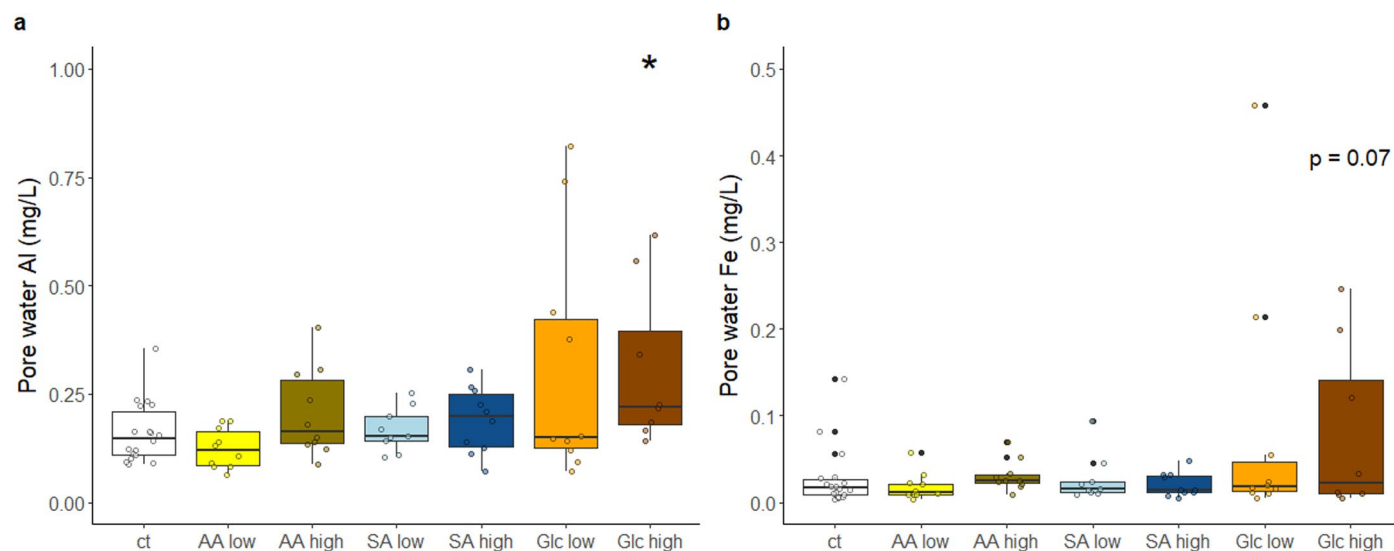 a
Pore water Al (mg/L)
1.00
0.75
0.50
0.25
0.00
*
ct AA low AA high SA low SA high Glc low Glc high
b
Pore water Fe (mg/L)
0.5
0.4
0.3
0.2
0.1
0.0
p = 0.07
ct AA low AA high SA low SA high Glc low Glc high